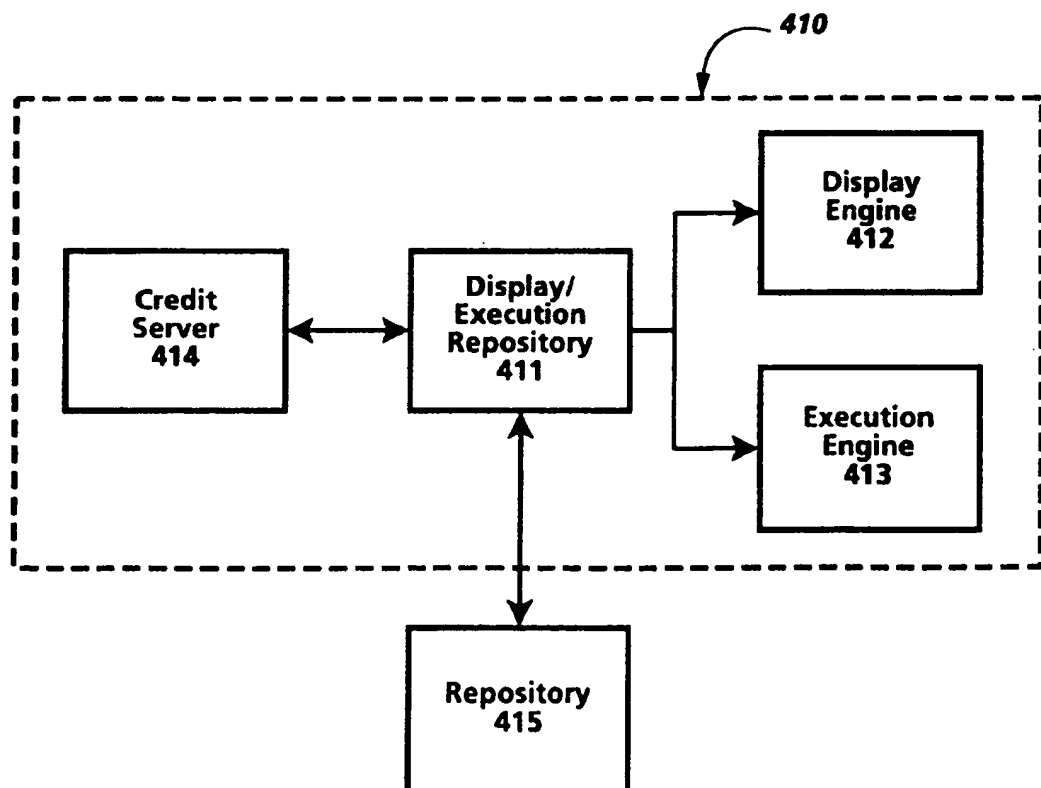 410
Display
Engine
412
Credit
Server
414
Display/
Execution
Repository
411
Execution
Engine
413
Repository
415